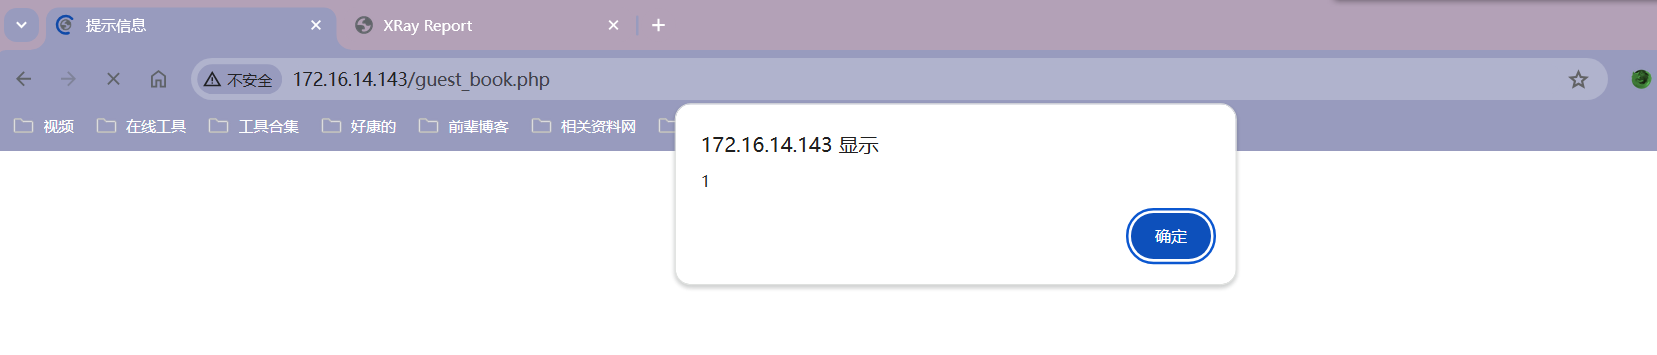 提示信息
XRay Report
不安全
172.16.14.143/guest_book.php
视频
在线工具
工具合集
好康的
前辈博客
相关资料网
172.16.14.143 显示
1
确定